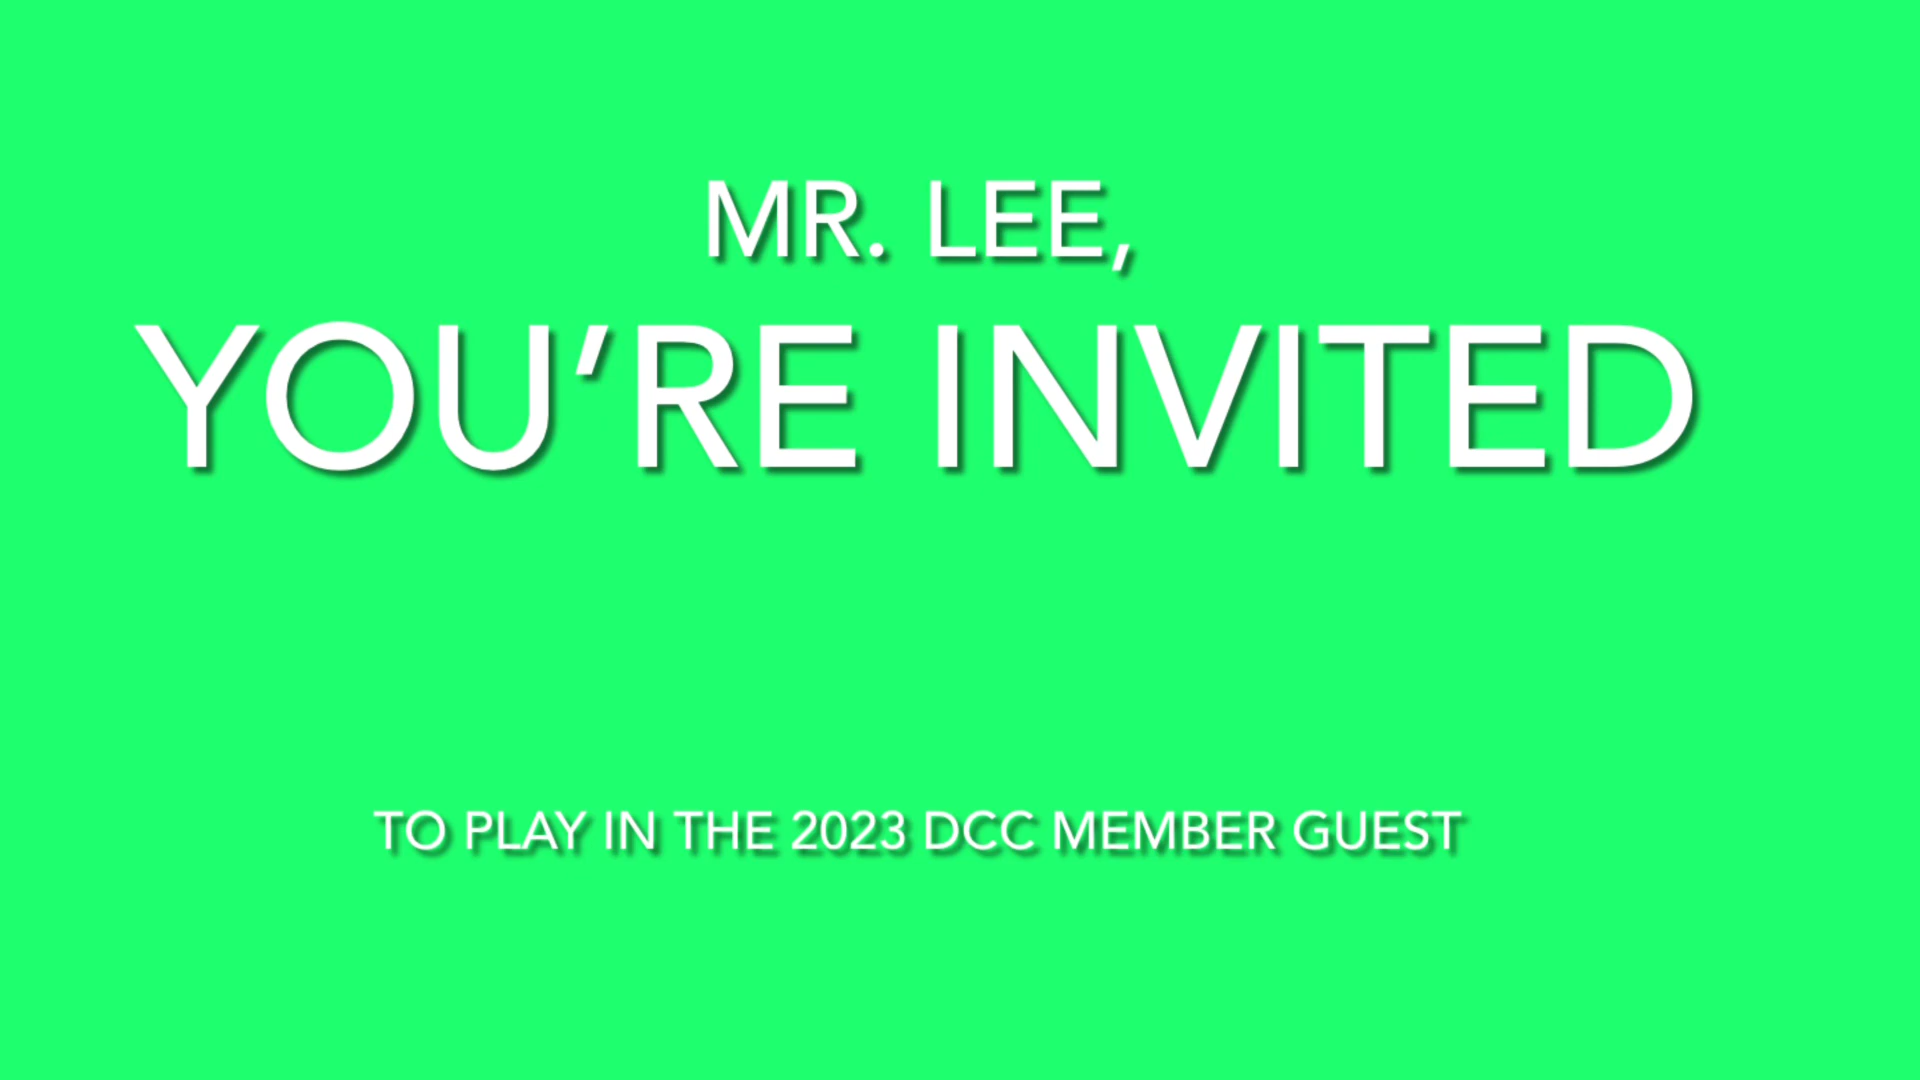 MR. LEE,
YOU’RE INVITED
TO PLAY IN THE 2023 DCC MEMBER GUEST